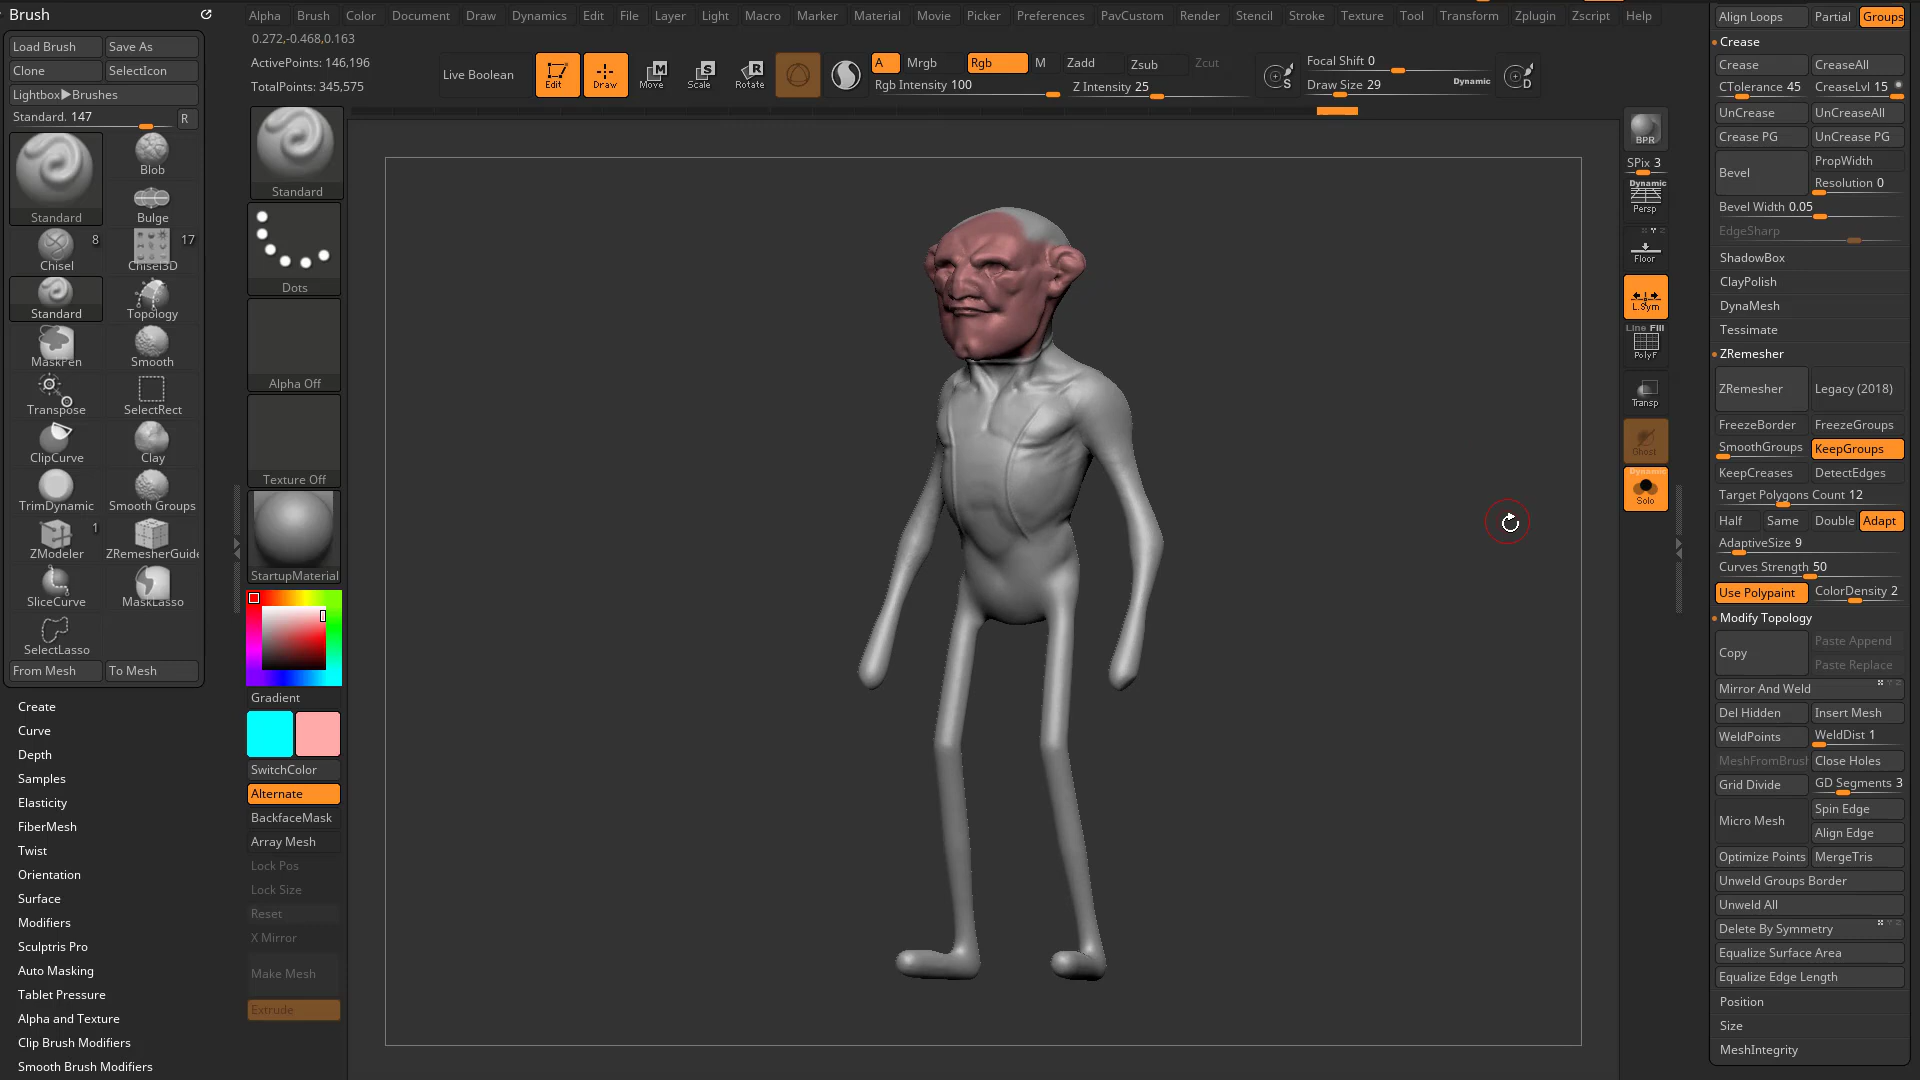 Brush
Alpha Brush Color Document Draw Dynamics Edit File Layer Light Macro Marker Material Movie Picker Preferences PavCustom Render Stencil Stroke Texture Tool Transform Zplugin Zscript Help
0.272,-0.468,0.163
ActivePoints: 146,196
TotalPoints: 345,575
Live Boolean
Edit Draw Move Scale Rotate
A Mrgb Rgb M Zadd Zsub Zcut
Rgb Intensity 100 Z Intensity 25
Focal Shift 0
Draw Size 29 Dynamic
S
D
Load Brush Save As
Clone SelectIcon
Lightbox▶Brushes
Standard. 147 R
Standard Blob
Bulge
8 17
Chisel Chisel3D
Standard Topology
MaskPen Smooth
Transpose SelectRect
ClipCurve Clay
TrimDynamic Smooth Groups
1
ZModeler ZRemesherGuide
SliceCurve MaskLasso
SelectLasso
From Mesh To Mesh
Create
Curve
Depth
Samples
Elasticity
FiberMesh
Twist
Orientation
Surface
Modifiers
Sculptris Pro
Auto Masking
Tablet Pressure
Alpha and Texture
Clip Brush Modifiers
Smooth Brush Modifiers
Standard
Dots
Alpha Off
Texture Off
StartupMaterial
Gradient
SwitchColor
Alternate
BackfaceMask
Array Mesh
Lock Pos
Lock Size
Reset
X Mirror
Make Mesh
Extrude
BPR
SPix 3
Dynamic
Persp
Floor
L.Sym
Line Fill
PolyF
Transp
Ghost
Dynamic
Solo
Align Loops Partial Groups
Crease
Crease CreaseAll
CTolerance 45 CreaseLvl 15
UnCrease UnCreaseAll
Crease PG UnCrease PG
Bevel PropWidth
Resolution 0
Bevel Width 0.05
EdgeSharp
ShadowBox
ClayPolish
DynaMesh
Tessimate
ZRemesher
ZRemesher Legacy (2018)
FreezeBorder FreezeGroups
SmoothGroups KeepGroups
KeepCreases DetectEdges
Target Polygons Count 12
Half Same Double Adapt
AdaptiveSize 9
Curves Strength 50
Use Polypaint ColorDensity 2
Modify Topology
Copy Paste Append
Paste Replace
Mirror And Weld
Del Hidden Insert Mesh
WeldPoints WeldDist 1
MeshFromBrush Close Holes
Grid Divide GD Segments 3
Micro Mesh Spin Edge
Align Edge
Optimize Points MergeTris
Unweld Groups Border
Unweld All
Delete By Symmetry
Equalize Surface Area
Equalize Edge Length
Position
Size
MeshIntegrity